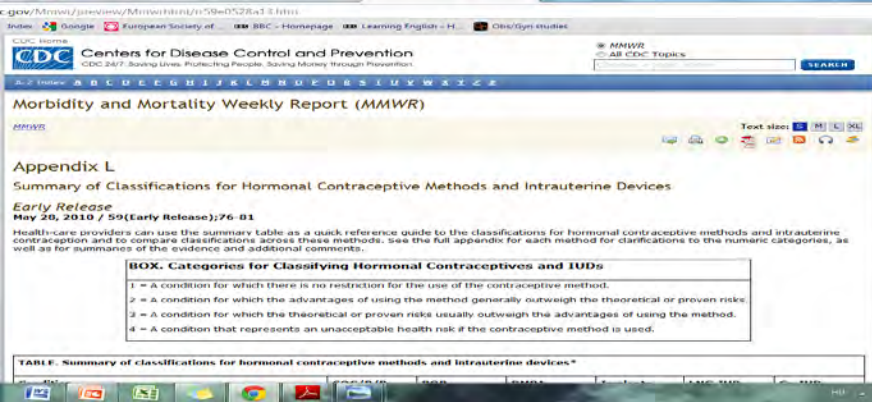 c.gov/Mmwr/preview/Mmwrhtml/rr59e0528a13.htm
Index Google European Society of ... BBC - Homepage Learning English - H... Obs/Gyn studies
CDC Home
CDC
Centers for Disease Control and Prevention
CDC 24/7: Saving Lives. Protecting People. Saving Money through Prevention.
MMWR
All CDC Topics
SEARCH
A-Z Index A B C D E F G H I J K L M N O P Q R S T U V W X Y Z #
Morbidity and Mortality Weekly Report (MMWR)
MMWR
Text size: S M L XL
Appendix L
Summary of Classifications for Hormonal Contraceptive Methods and Intrauterine Devices
Early Release
May 28, 2010 / 59(Early Release);76-81
Health-care providers can use the summary table as a quick reference guide to the classifications for hormonal contraceptive methods and intrauterine
contraception and to compare classifications across these methods. See the full appendix for each method for clarifications to the numeric categories, as
well as for summaries of the evidence and additional comments.
BOX. Categories for Classifying Hormonal Contraceptives and IUDs
1 = A condition for which there is no restriction for the use of the contraceptive method.
2 = A condition for which the advantages of using the method generally outweigh the theoretical or proven risks.
3 = A condition for which the theoretical or proven risks usually outweigh the advantages of using the method.
4 = A condition that represents an unacceptable health risk if the contraceptive method is used.
TABLE. Summary of classifications for hormonal contraceptive methods and intrauterine devices*
HU